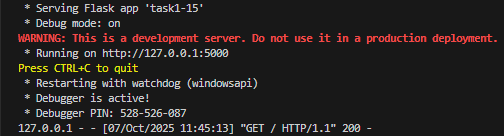 * Serving Flask app 'task1-15'
* Debug mode: on
WARNING: This is a development server. Do not use it in a production deployment.
* Running on http://127.0.0.1:5000
Press CTRL+C to quit
* Restarting with watchdog (windowsapi)
* Debugger is active!
* Debugger PIN: 528-526-087
127.0.0.1 - - [07/Oct/2025 11:45:13] "GET / HTTP/1.1" 200 -